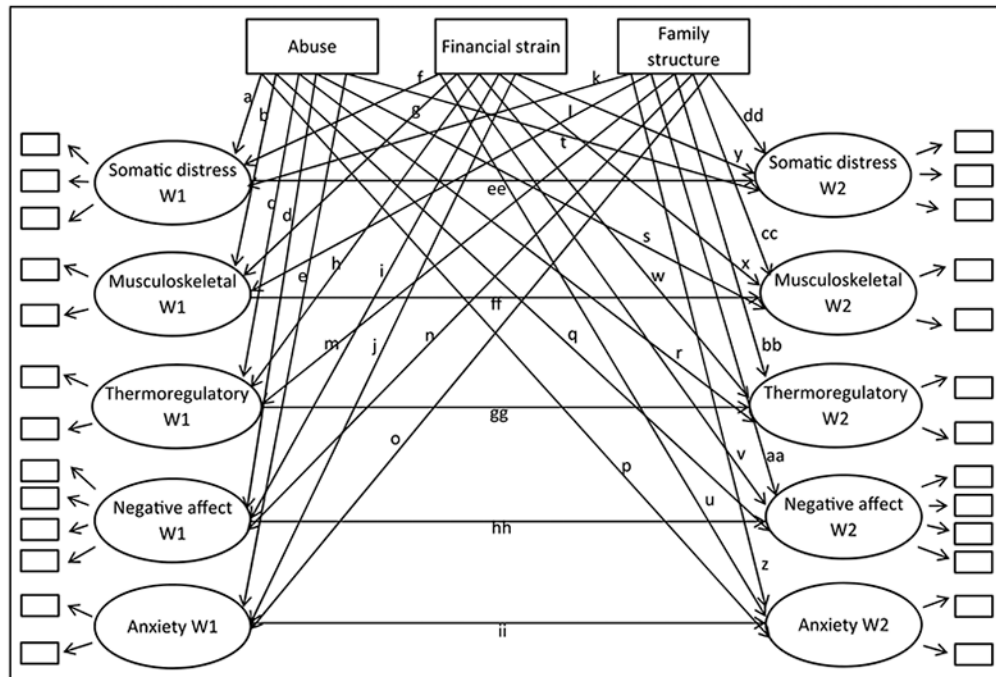 Abuse
Financial strain
Family
structure
a
b
f
g
k
l
t
dd
y
Somatic distress
W1
ee
Somatic distress
W2
c
d
s
cc
Musculoskeletal
W1
e
h
i
ff
w
x
Musculoskeletal
W2
m
j
n
q
r
bb
Thermoregulatory
W1
gg
Thermoregulatory
W2
o
p
v
aa
u
Negative affect
W1
hh
Negative affect
W2
z
Anxiety W1
ii
Anxiety W2